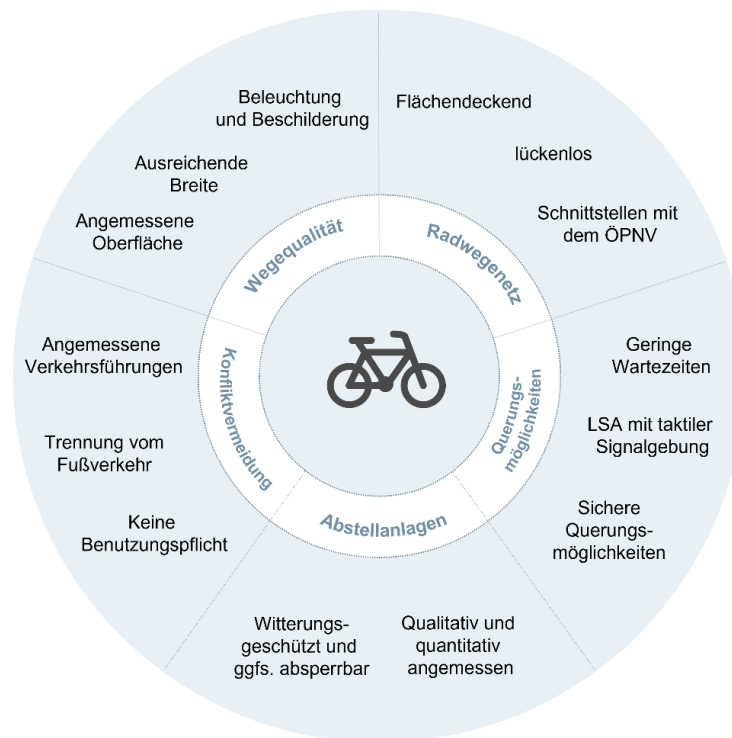 Beleuchtung
und Beschilderung
Ausreichende
Breite
Angemessene
Oberfläche
Wegequalität
Flächendeckend
lückenlos
Schnittstellen mit
dem ÖPNV
Radwegenetz
Geringe
Wartezeiten
LSA mit taktiler
Signalgebung
Sichere
Querungs-
möglichkeiten
Querungs-
möglichkeiten
Qualitativ und
quantitativ
angemessen
Witterungs-
geschützt und
ggfs. absperrbar
Abstellanlagen
Angemessene
Verkehrsführungen
Trennung vom
Fußverkehr
Keine
Benutzungspflicht
Konfliktvermeidung